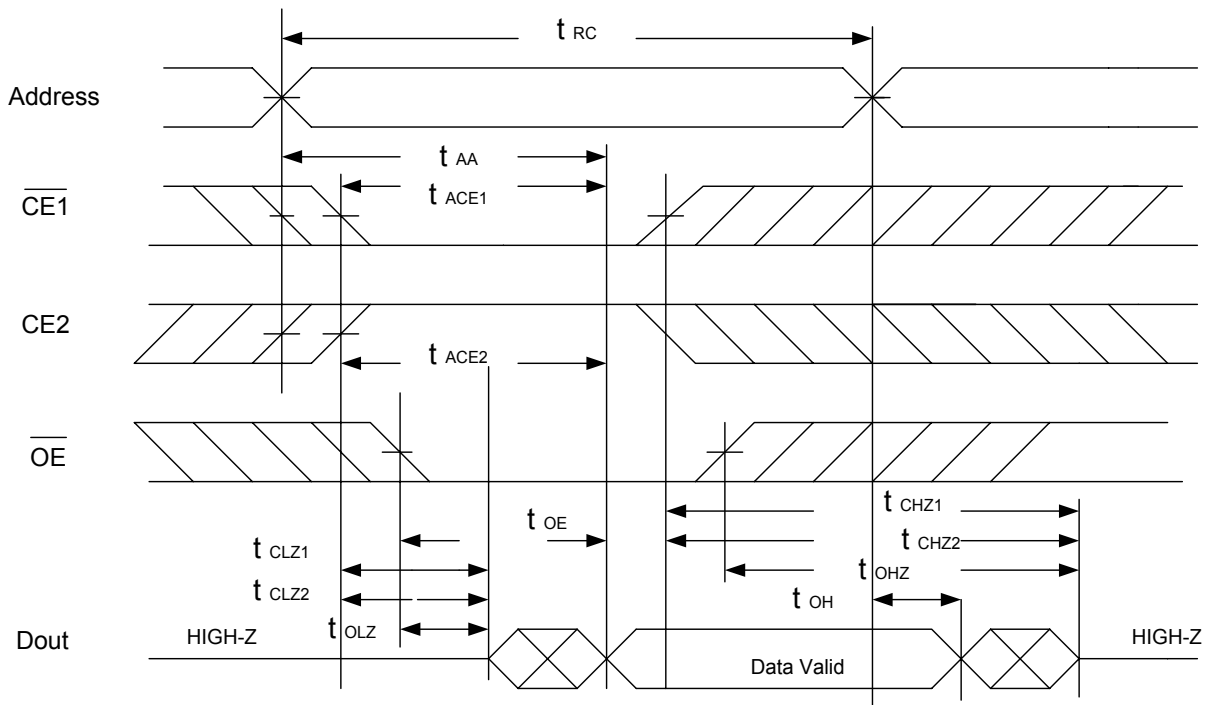 t RC
Address
t AA
t ACE1
CE1
CE2
t ACE2
OE
t CHZ1
t OE
t CHZ2
t CLZ1
t OHZ
t CLZ2
t OH
t OLZ
Dout
HIGH-Z
HIGH-Z
Data Valid